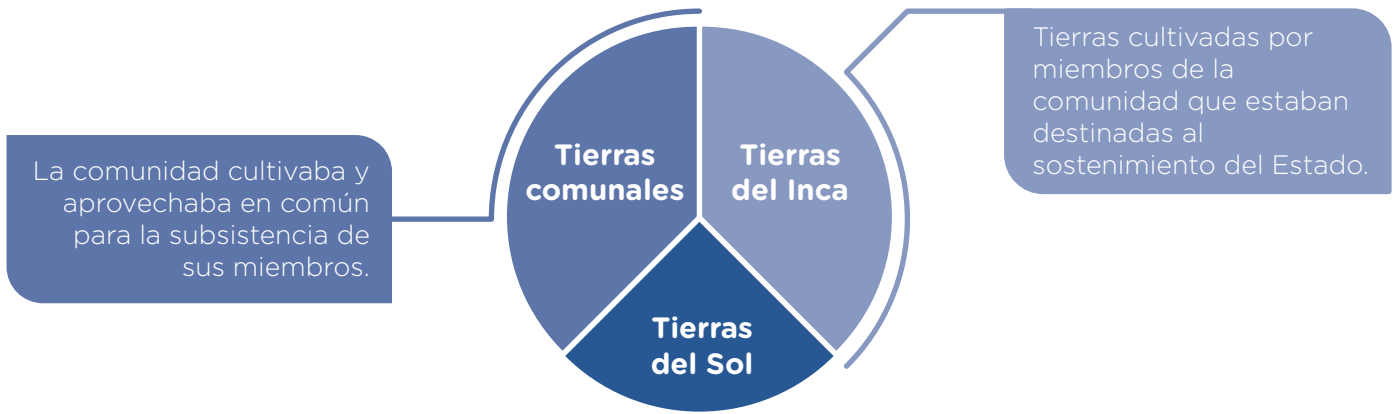 La comunidad cultivaba y
aprovechaba en común
para la subsistencia de
sus miembros.
Tierras
comunales
Tierras
del Inca
Tierras
del Sol
Tierras cultivadas por
miembros de la
comunidad que estaban
destinadas al
sostenimiento del Estado.